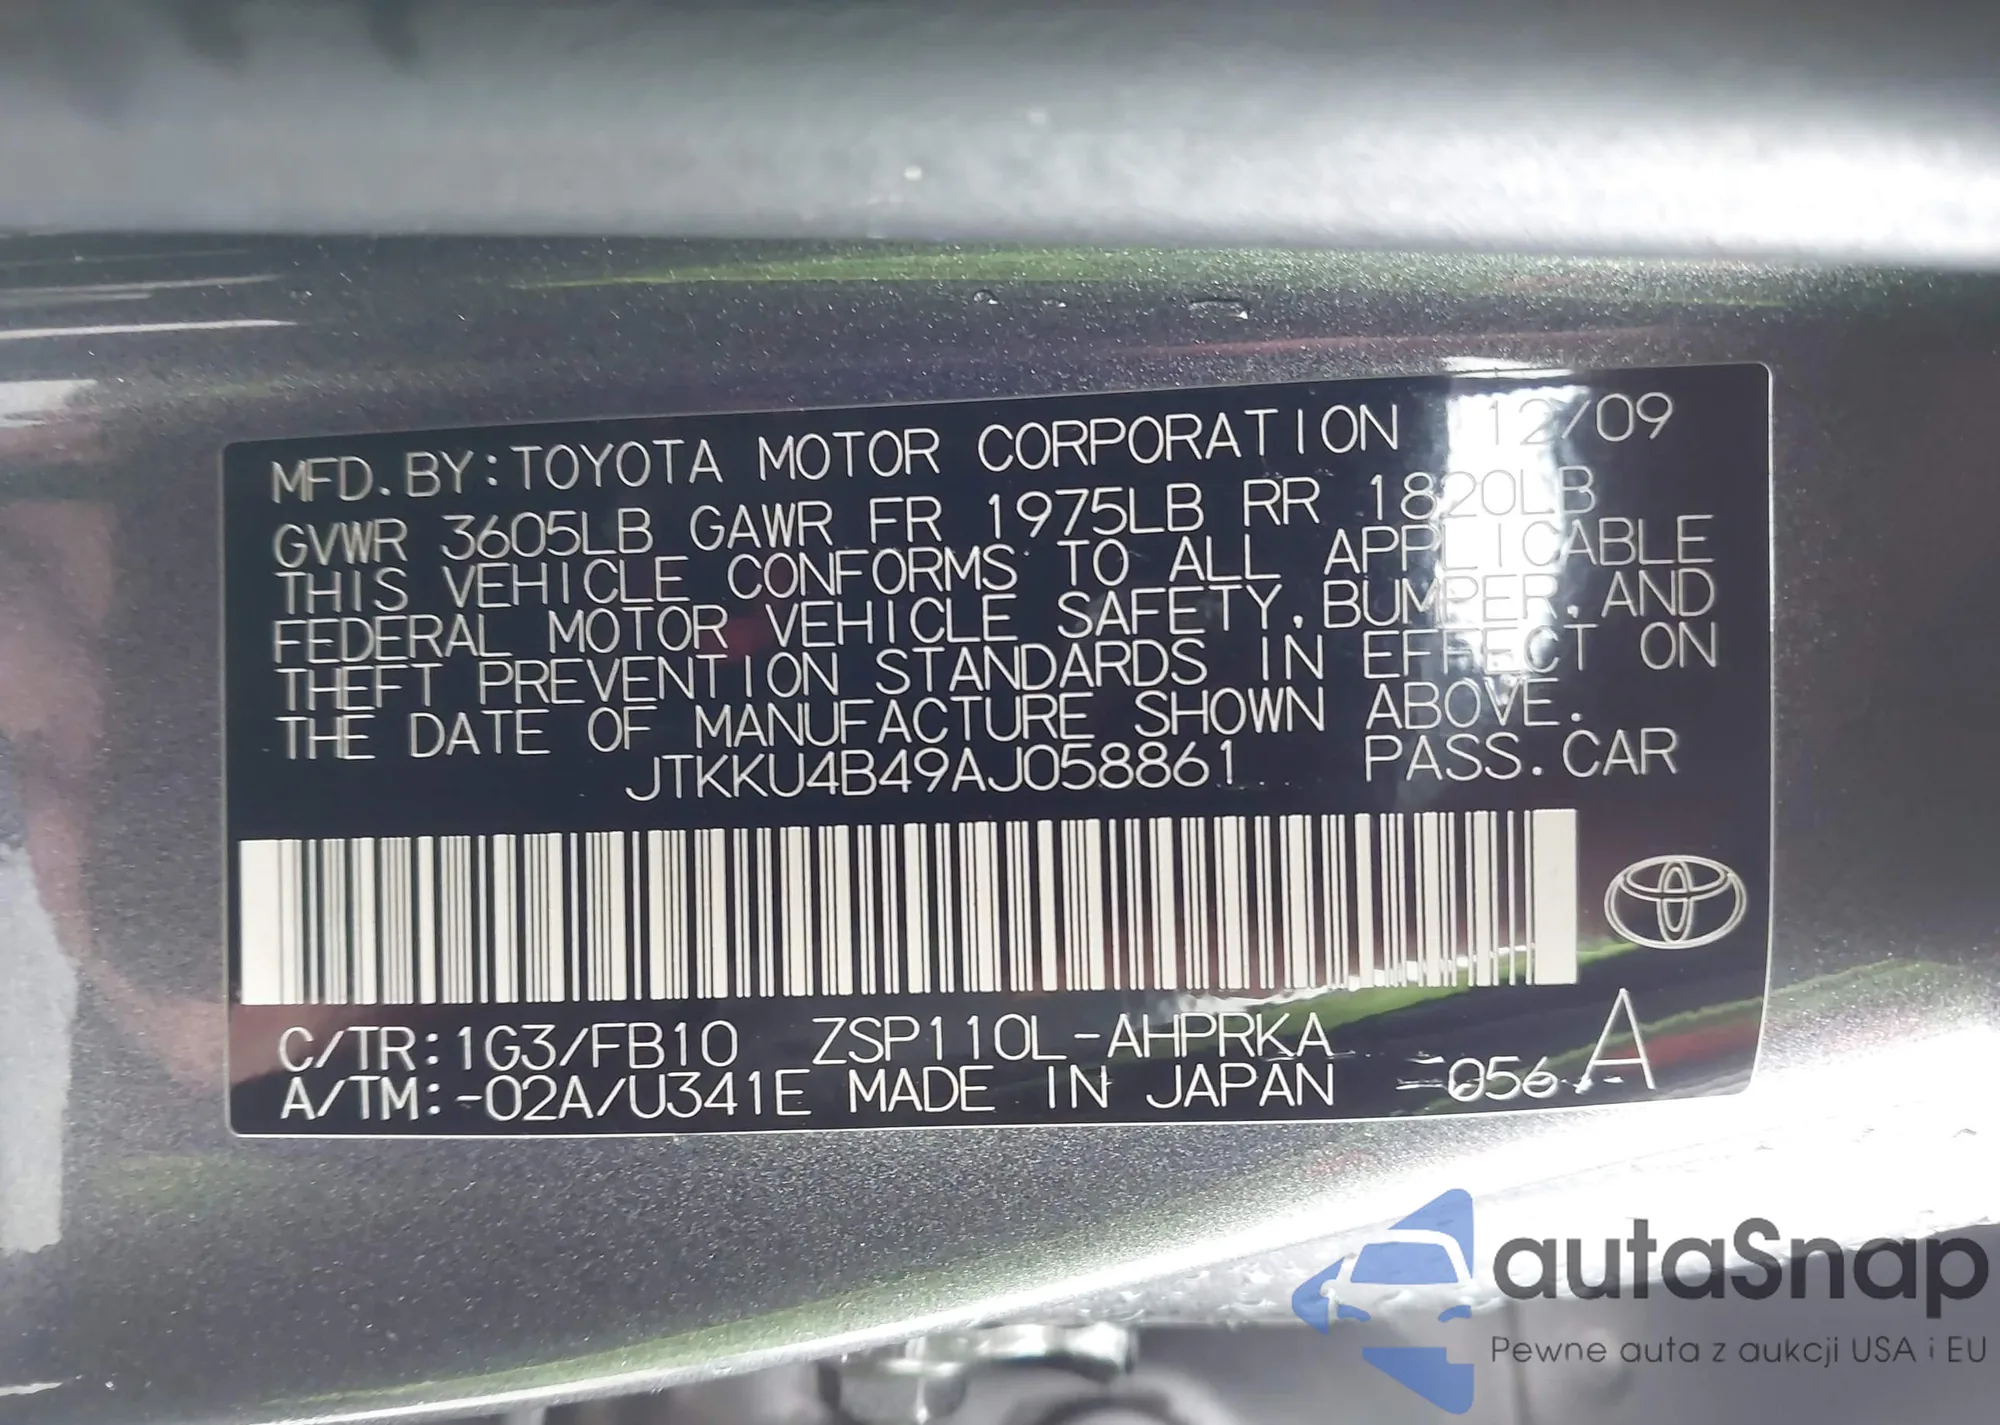 MFD. BY: TOYOTA MOTOR CORPORATION 12/09
GVWR 3605LB GAWR FR 1975LB RR 1820LB
THIS VEHICLE CONFORMS TO ALL APPLICABLE
FEDERAL MOTOR VEHICLE SAFETY, BUMPER, AND
THEFT PREVENTION STANDARDS IN EFFECT ON
THE DATE OF MANUFACTURE SHOWN ABOVE.
JTKKU4B49AJ058861 PASS. CAR
C/TR: 1G3/FB10 ZSP110L-AHPRKA
A/TM: -02A/U341E MADE IN JAPAN -056 A
autaSnap
Pewne auta z aukcji USA i EU